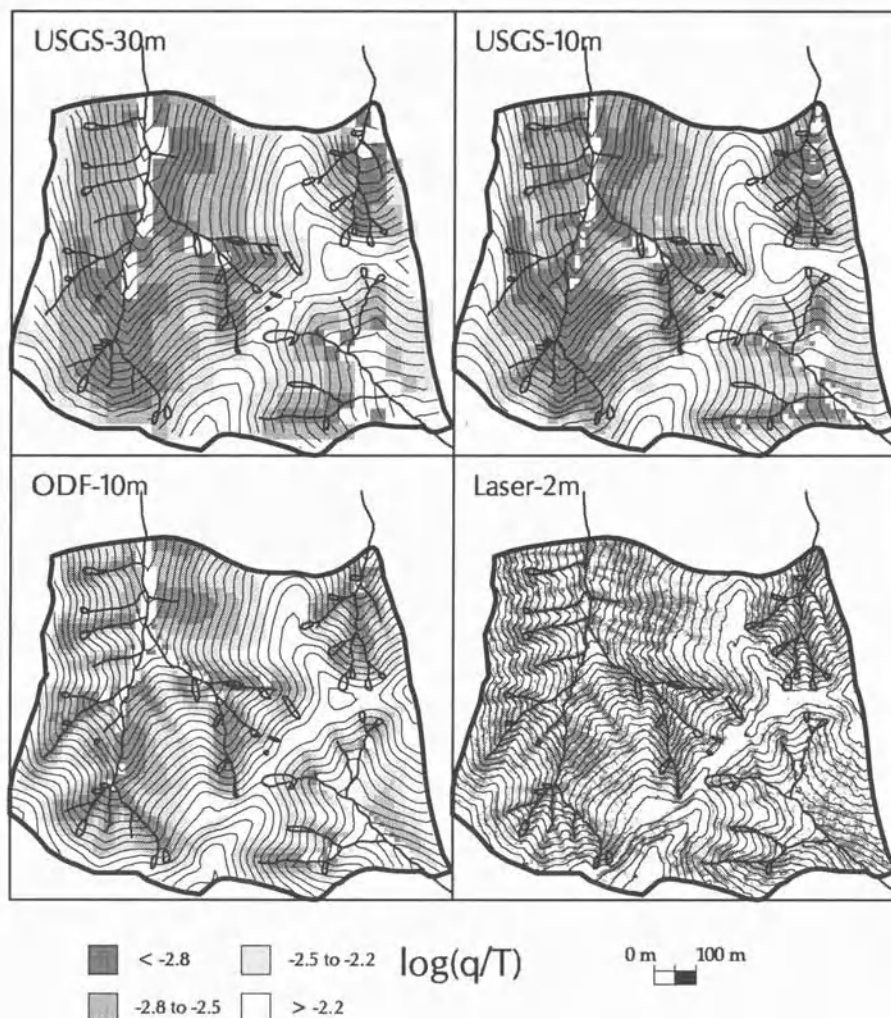 USGS-30m
USGS-10m
ODF-10m
Laser-2m
< -2.8
-2.5 to -2.2
log(q/T)
0 m 100 m
-2.8 to -2.5
> -2.2